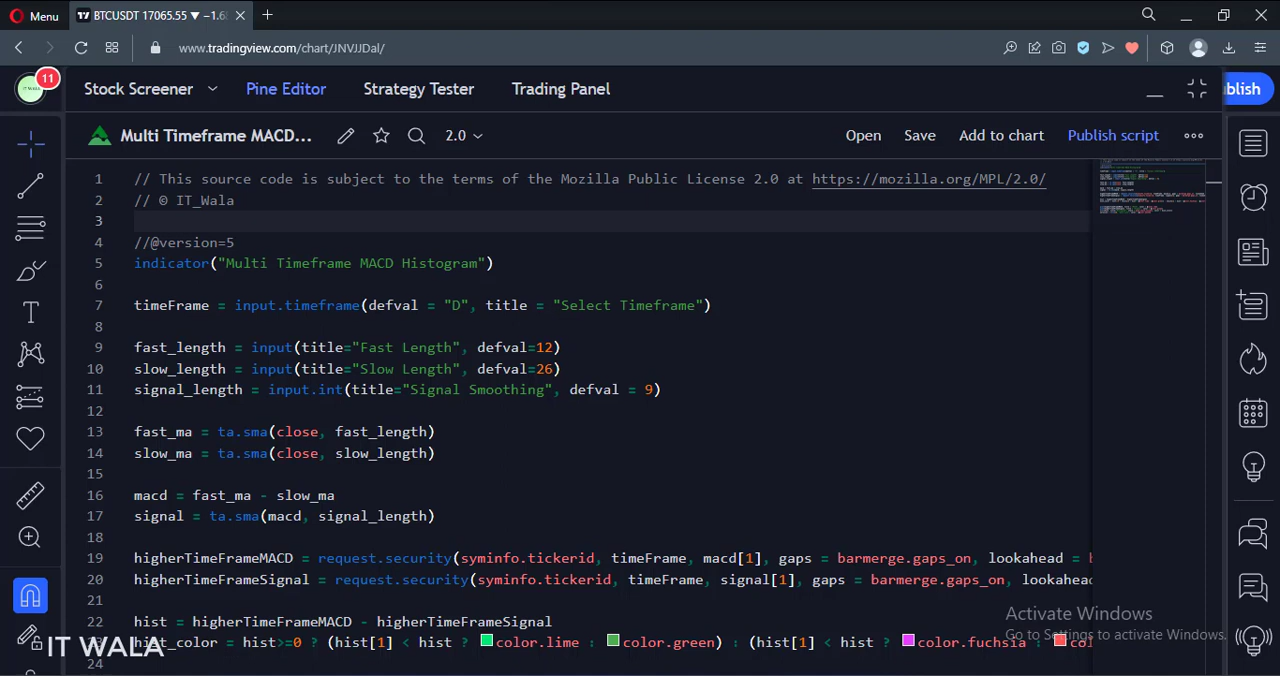 Menu
BTCUSDT 17065.55 ▼ −1.6
www.tradingview.com/chart/JNVJJDal/
11
Stock Screener Pine Editor Strategy Tester Trading Panel
blish
Multi Timeframe MACD... 2.0 Open Save Add to chart Publish script
1 // This source code is subject to the terms of the Mozilla Public License 2.0 at https://mozilla.org/MPL/2.0/
2 // © IT_Wala
3
4 //@version=5
5 indicator("Multi Timeframe MACD Histogram")
6
7 timeFrame = input.timeframe(defval = "D", title = "Select Timeframe")
8
9 fast_length = input(title="Fast Length", defval=12)
10 slow_length = input(title="Slow Length", defval=26)
11 signal_length = input.int(title="Signal Smoothing", defval = 9)
12
13 fast_ma = ta.sma(close, fast_length)
14 slow_ma = ta.sma(close, slow_length)
15
16 macd = fast_ma - slow_ma
17 signal = ta.sma(macd, signal_length)
18
19 higherTimeFrameMACD = request.security(syminfo.tickerid, timeFrame, macd[1], gaps = barmerge.gaps_on, lookahead = b
20 higherTimeFrameSignal = request.security(syminfo.tickerid, timeFrame, signal[1], gaps = barmerge.gaps_on, lookahead
21
22 hist = higherTimeFrameMACD - higherTimeFrameSignal
23 hist_color = hist>=0 ? (hist[1] < hist ? color.lime : color.green) : (hist[1] < hist ? color.fuchsia : col
24
Activate Windows
Go to Settings to activate Windows.
IT WALA